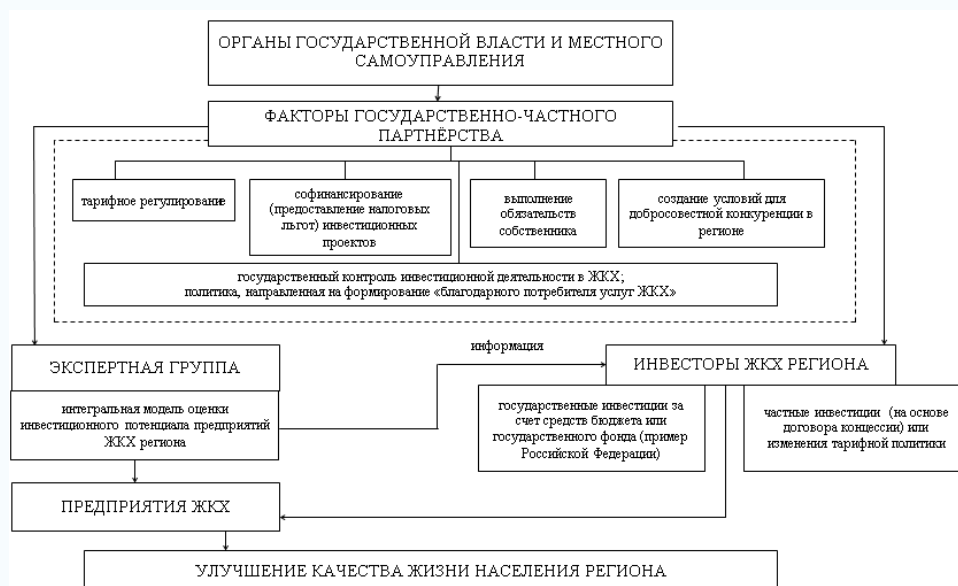 ОРГАНЫ ГОСУДАРСТВЕННОЙ ВЛАСТИ И МЕСТНОГО
САМОУПРАВЛЕНИЯ
ФАКТОРЫ ГОСУДАРСТВЕННО-ЧАСТНОГО
ПАРТНЁРСТВА
тарифное регулирование
софинансирование
(предоставление налоговых
льгот) инвестиционных
проектов
выполнение
обязательств
собственника
создание условий для
добросовестной конкуренции в
регионе
государственный контроль инвестиционной деятельности в ЖКХ;
политика, направленная на формирование «благодарного потребителя услуг ЖКХ»
ЭКСПЕРТНАЯ ГРУППА
интегральная модель оценки
инвестиционного потенциала предприятий
ЖКХ региона
информация
ИНВЕСТОРЫ ЖКХ РЕГИОНА
государственные инвестиции за
счет средств бюджета или
государственного фонда (пример
Российской Федерации)
частные инвестиции (на основе
договора концессии) или
изменения тарифной политики
ПРЕДПРИЯТИЯ ЖКХ
УЛУЧШЕНИЕ КАЧЕСТВА ЖИЗНИ НАСЕЛЕНИЯ РЕГИОНА